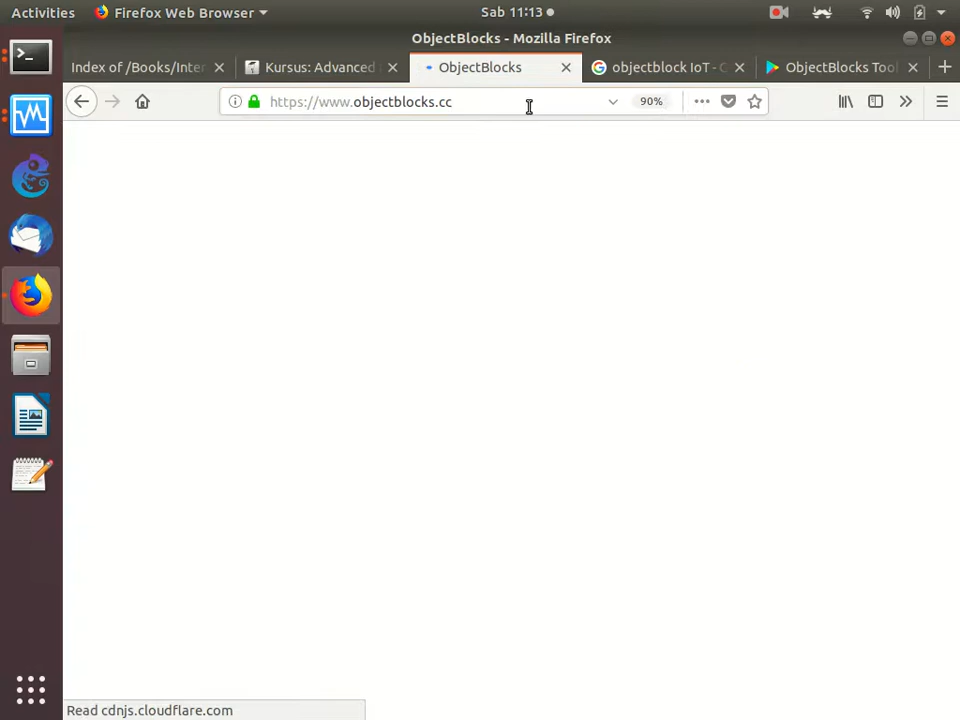 Activities Firefox Web Browser Sab 11:13
ObjectBlocks - Mozilla Firefox
Index of /Books/Inter Kursus: Advanced ObjectBlocks objectblock IoT - G ObjectBlocks Tool
https://www.objectblocks.cc 90%
Read cdnjs.cloudflare.com